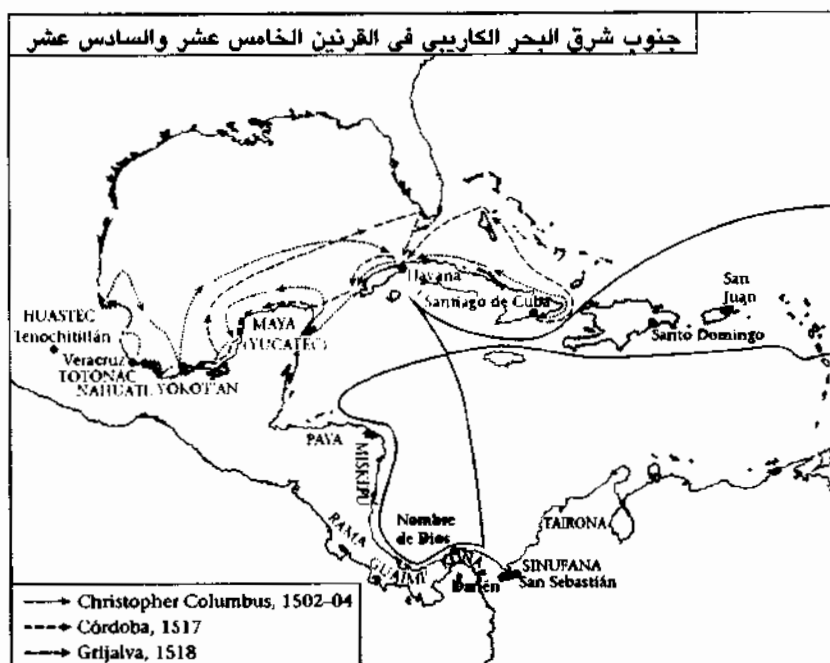 جنوب شرق البحر الكاريبي في القرنين الخامس عشر والسادس عشر
Havana
Santiago de Cuba
San
Juan
Santo Domingo
HUASTEC
Tenochtitlán
MAYA
(YUCATEC)
Veracruz
TOTONAC
NAHUATL
YOKOT'AN
PAYA
MISKIPU
RAMA
GUAIMI
Nombre
de Dios
KUNA
Darién
TAIRONA
SINUFANA
San Sebastián
Christopher Columbus, 1502–04
Córdoba, 1517
Grijalva, 1518